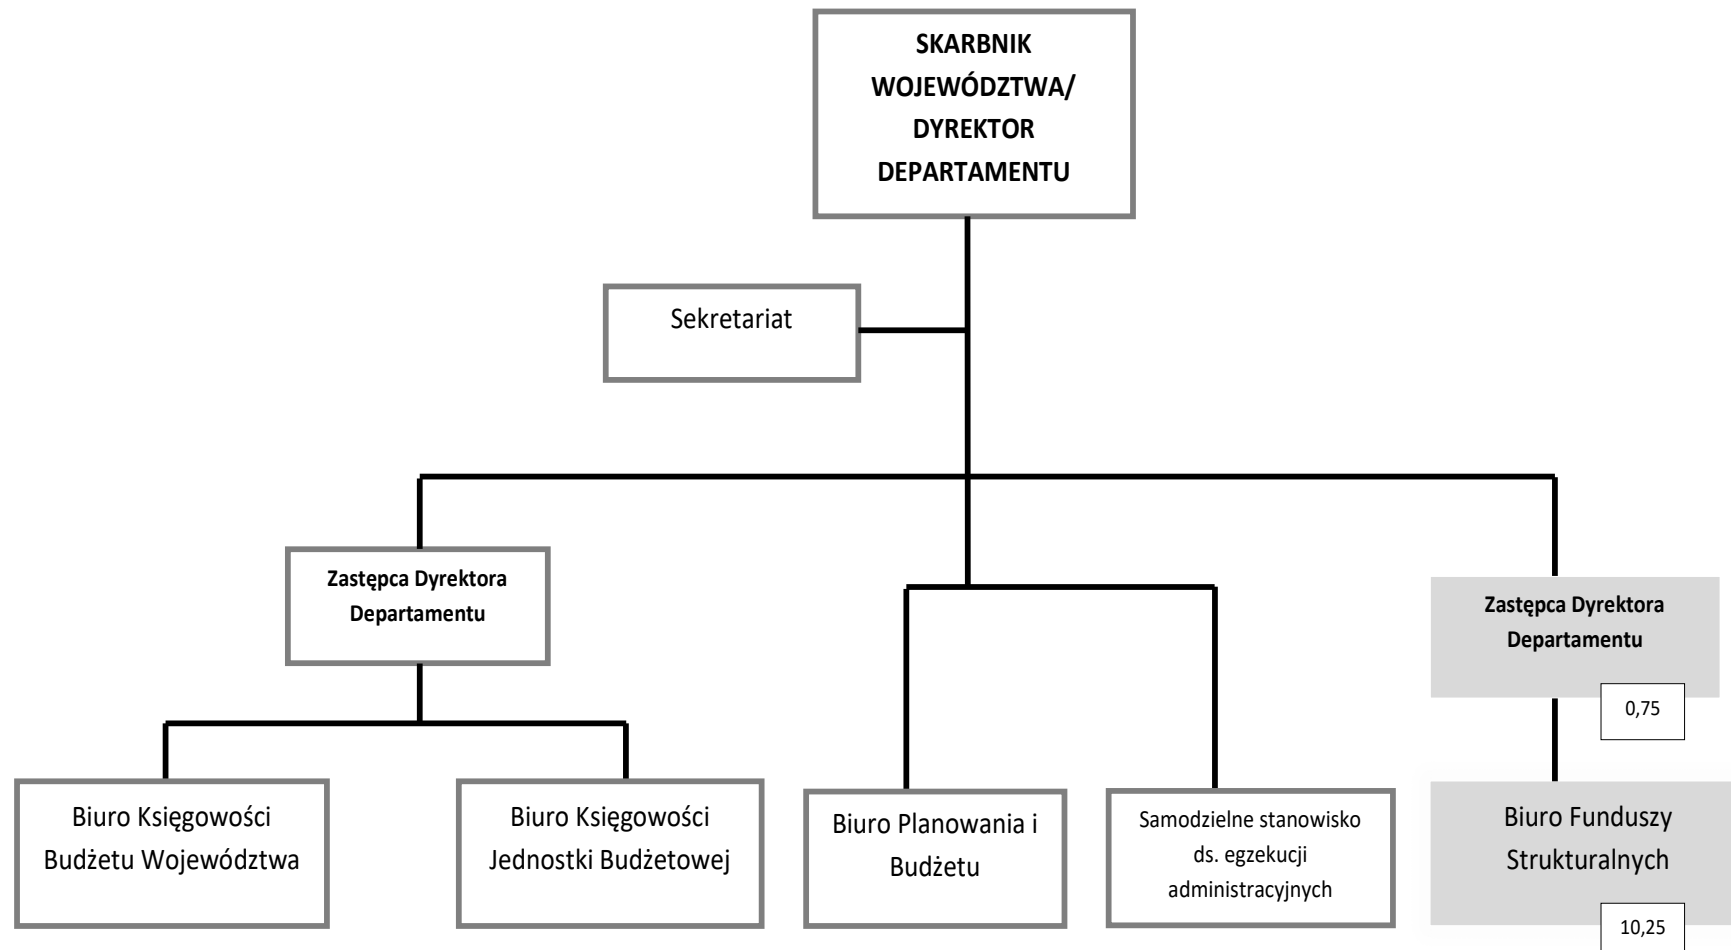 SKARBNIK
WOJEWÓDZTWA/
DYREKTOR
DEPARTAMENTU
Sekretariat
Zastępca Dyrektora
Departamentu
Zastępca Dyrektora
Departamentu
0,75
Biuro Księgowości
Budżetu Województwa
Biuro Księgowości
Jednostki Budżetowej
Biuro Planowania i
Budżetu
Samodzielne stanowisko
ds. egzekucji
administracyjnych
Biuro Funduszy
Strukturalnych
10,25